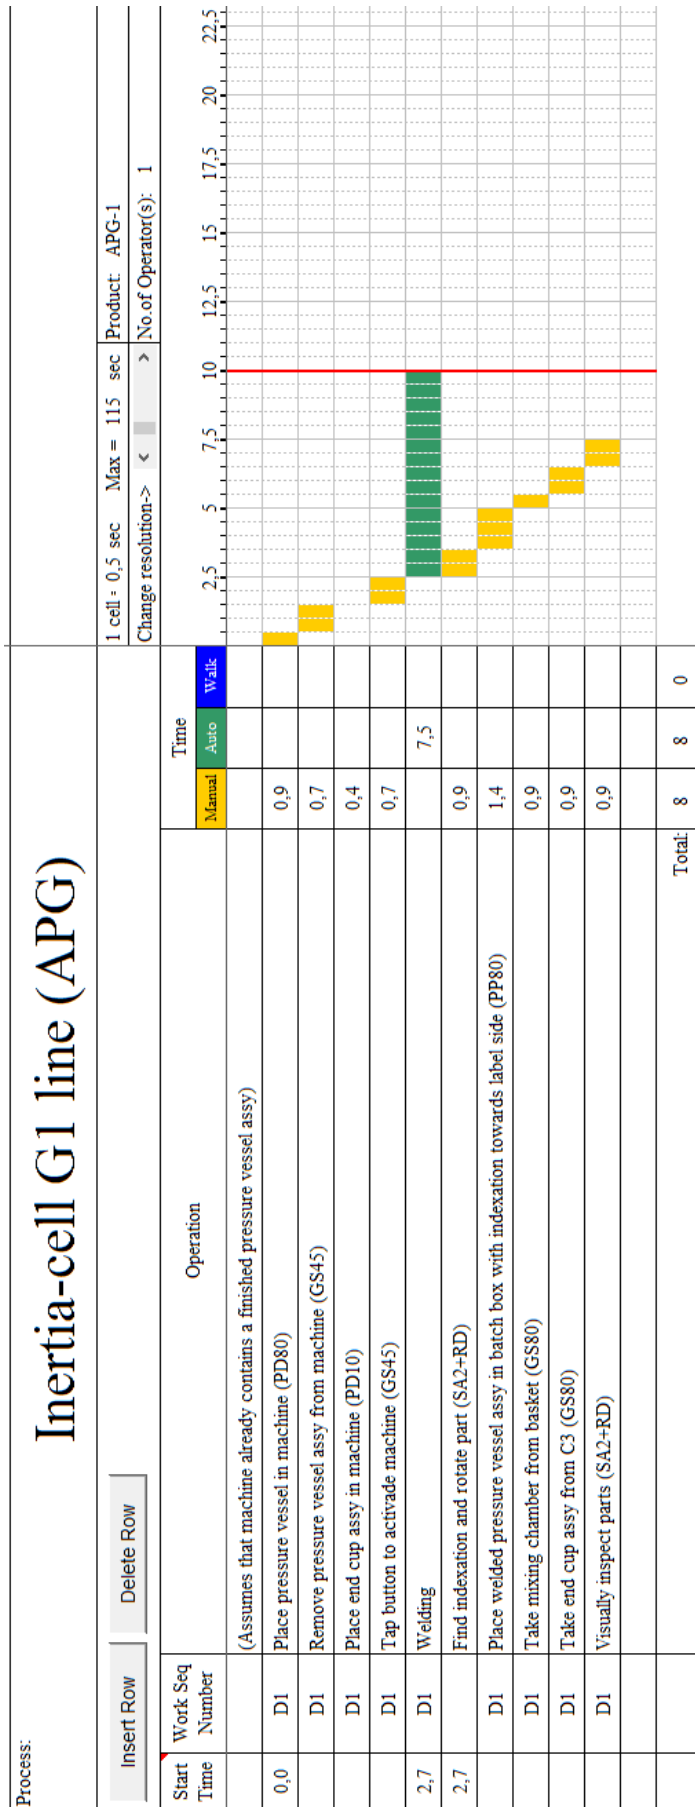 Process:
Inertia-cell G1 line (APG)
Insert Row Delete Row
1 cell = 0,5 sec Max = 115 sec Product: APG-1
Change resolution-> < > No.of Operator(s): 1
Start Time Work Seq Number Operation Time
Manual Auto Walk
2,5 5 7,5 10 12,5 15 17,5 20 22,5
(Assumes that machine already contains a finished pressure vessel assy)
0,0 D1 Place pressure vessel in machine (PD80) 0,9
D1 Remove pressure vessel assy from machine (GS45) 0,7
D1 Place end cup assy in machine (PD10) 0,4
D1 Tap button to activade machine (GS45) 0,7
2,7 D1 Welding 7,5
2,7 D1 Find indexation and rotate part (SA2+RD) 0,9
D1 Place welded pressure vessel assy in batch box with indexation towards label side (PP80) 1,4
D1 Take mixing chamber from basket (GS80) 0,9
D1 Take end cup assy from C3 (GS80) 0,9
D1 Visually inspect parts (SA2+RD) 0,9
Total: 8 8 0